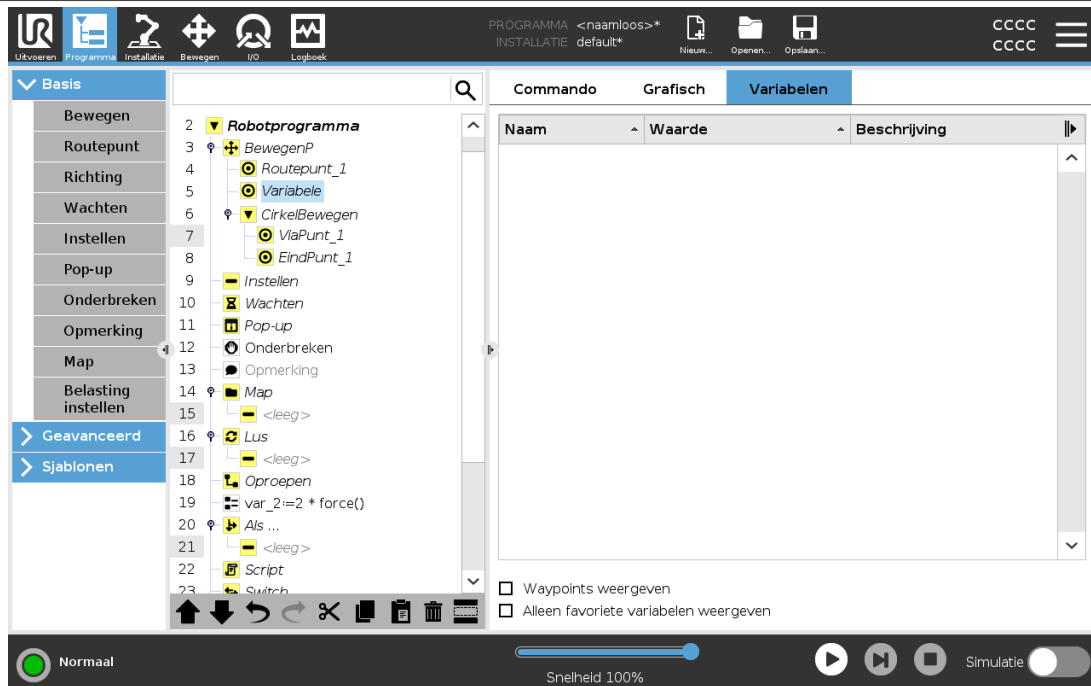 PROGRAMMA <naamloos>*
INSTALLATIE default*
Uitvoeren Programma Installatie Bewegen I/O Logboek
Nieuw... Openen... Opslaan...
CCCC
CCCC
Basis
Bewegen
Routepunt
Richting
Wachten
Instellen
Pop-up
Onderbreken
Opmerking
Map
Belasting
instellen
Geavanceerd
Sjablonen
2 Robotprogramma
3 BewegenP
4 Routepunt_1
5 Variabele
6 CirkelBewegen
7 ViaPunt_1
8 EindPunt_1
9 Instellen
10 Wachten
11 Pop-up
12 Onderbreken
13 Opmerking
14 Map
15 <leeg>
16 Lus
17 <leeg>
18 Oproepen
19 var_2:=2 * force()
20 Als ...
21 <leeg>
22 Script
23 Switch
Commando Grafisch Variabelen
Naam Waarde Beschrijving
Waypoints weergeven
Alleen favoriete variabelen weergeven
Normaal
Snelheid 100%
Simulatie